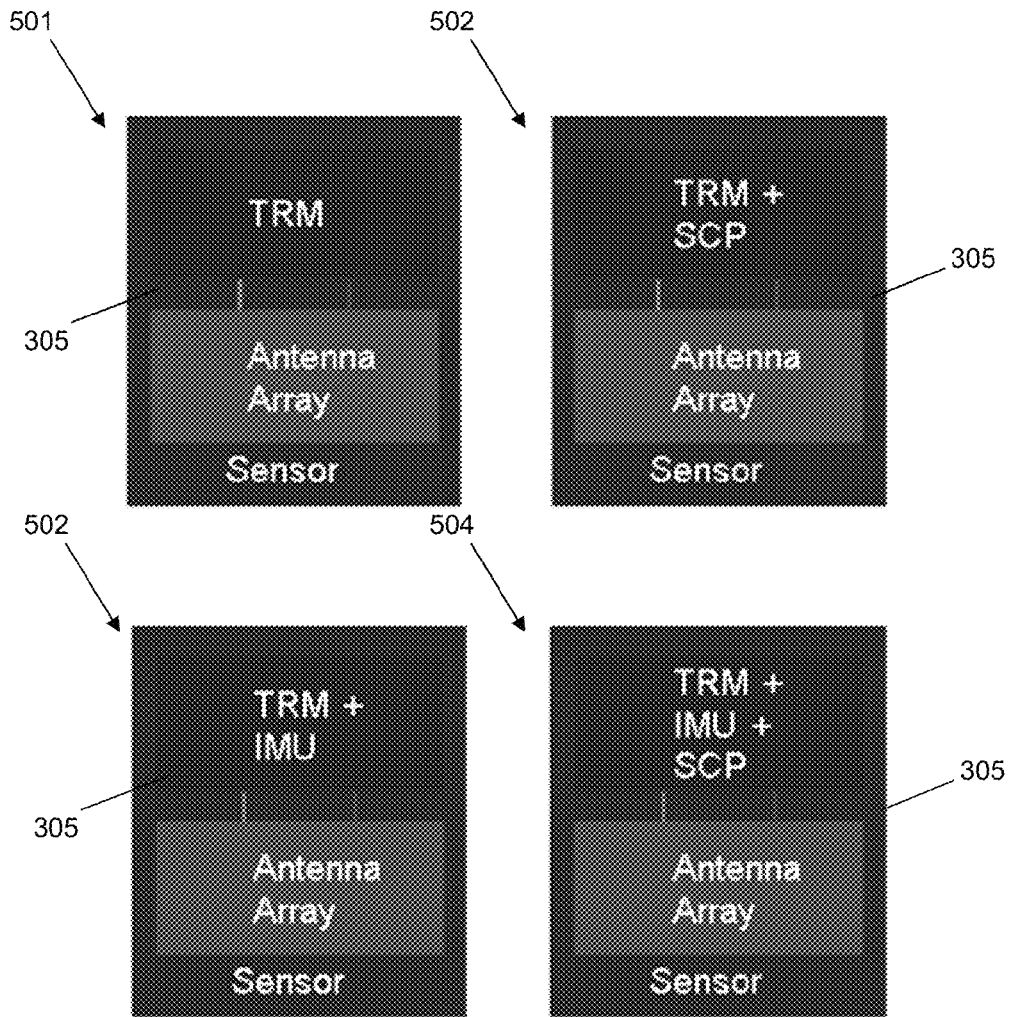 501
502
TRM
305
Antenna
Array
Sensor
TRM +
SCP
305
Antenna
Array
Sensor
502
504
TRM +
IMU
305
Antenna
Array
Sensor
TRM +
IMU +
SCP
305
Antenna
Array
Sensor